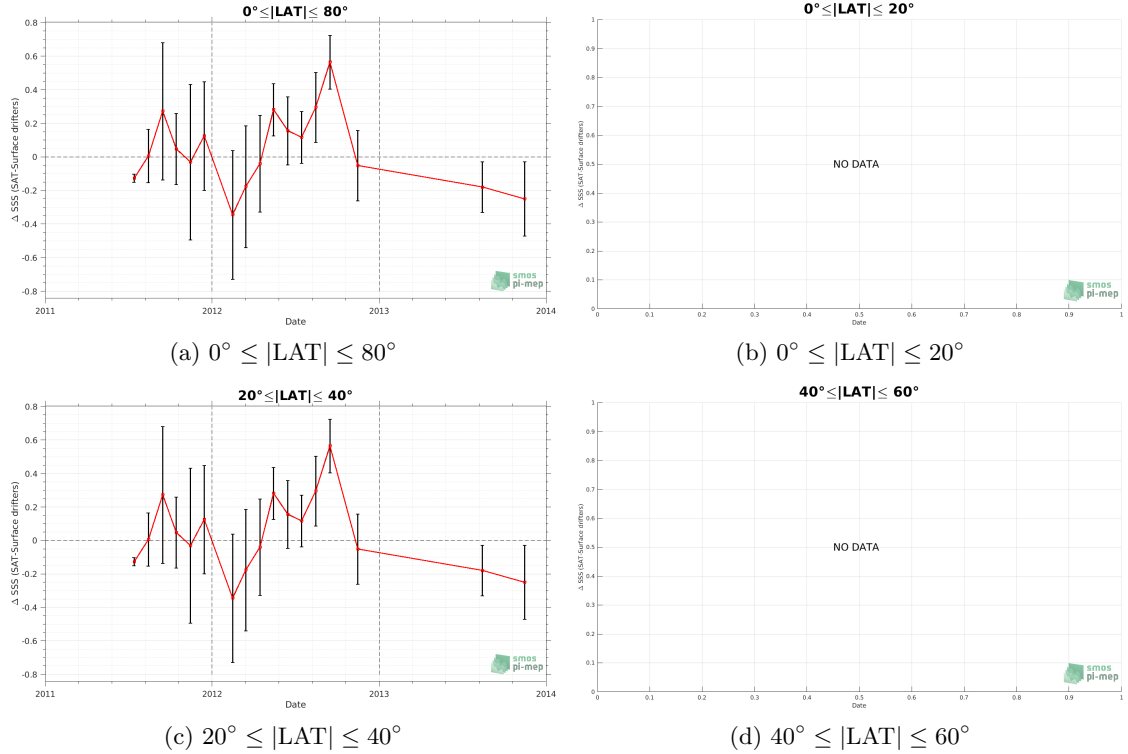 0°≤|LAT|≤ 80°
0.8
0.6
0.4
0.2
0
-0.2
-0.4
-0.6
-0.8
Δ SSS (SAT-Surface drifters)
2011
2012
2013
2014
Date
smos
pi-mep
(a) 0° ≤ |LAT| ≤ 80°
0°≤|LAT|≤ 20°
1
0.9
0.8
0.7
0.6
0.5
0.4
0.3
0.2
0.1
0
Δ SSS (SAT-Surface drifters)
NO DATA
0 0.1 0.2 0.3 0.4 0.5 0.6 0.7 0.8 0.9 1
Date
smos
pi-mep
(b) 0° ≤ |LAT| ≤ 20°
20°≤|LAT|≤ 40°
0.8
0.6
0.4
0.2
0
-0.2
-0.4
-0.6
-0.8
Δ SSS (SAT-Surface drifters)
2011
2012
2013
2014
Date
smos
pi-mep
(c) 20° ≤ |LAT| ≤ 40°
40°≤|LAT|≤ 60°
1
0.9
0.8
0.7
0.6
0.5
0.4
0.3
0.2
0.1
0
Δ SSS (SAT-Surface drifters)
NO DATA
0 0.1 0.2 0.3 0.4 0.5 0.6 0.7 0.8 0.9 1
Date
smos
pi-mep
(d) 40° ≤ |LAT| ≤ 60°